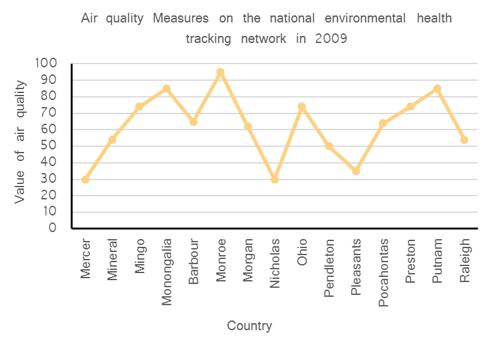 Air quality Measures on the national environmental health
tracking network in 2009
Value of air quality
100
90
80
70
60
50
40
30
20
10
0
Mercer
Mineral
Mingo
Monongalia
Barbour
Monroe
Morgan
Nicholas
Ohio
Pendleton
Pleasants
Pocahontas
Preston
Putnam
Raleigh
Country